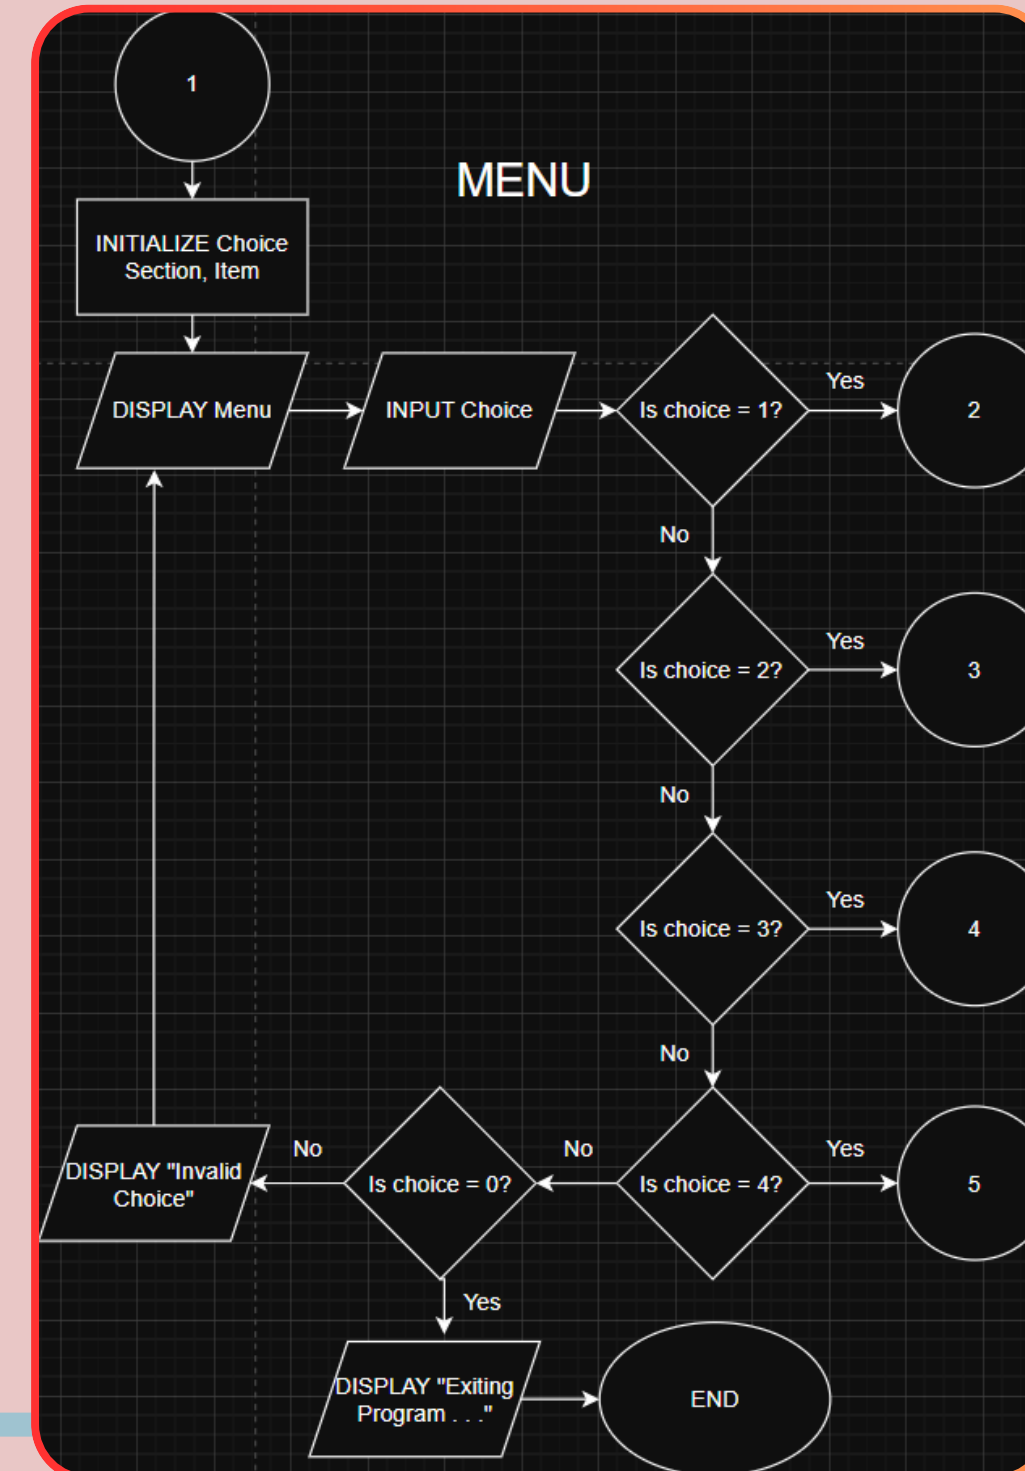 1
MENU
INITIALIZE Choice
Section, Item
DISPLAY Menu
INPUT Choice
Is choice = 1?
Yes
2
No
Is choice = 2?
Yes
3
No
Is choice = 3?
Yes
4
No
Is choice = 4?
Yes
5
No
Is choice = 0?
No
DISPLAY "Invalid
Choice"
Yes
DISPLAY "Exiting
Program . . ."
END